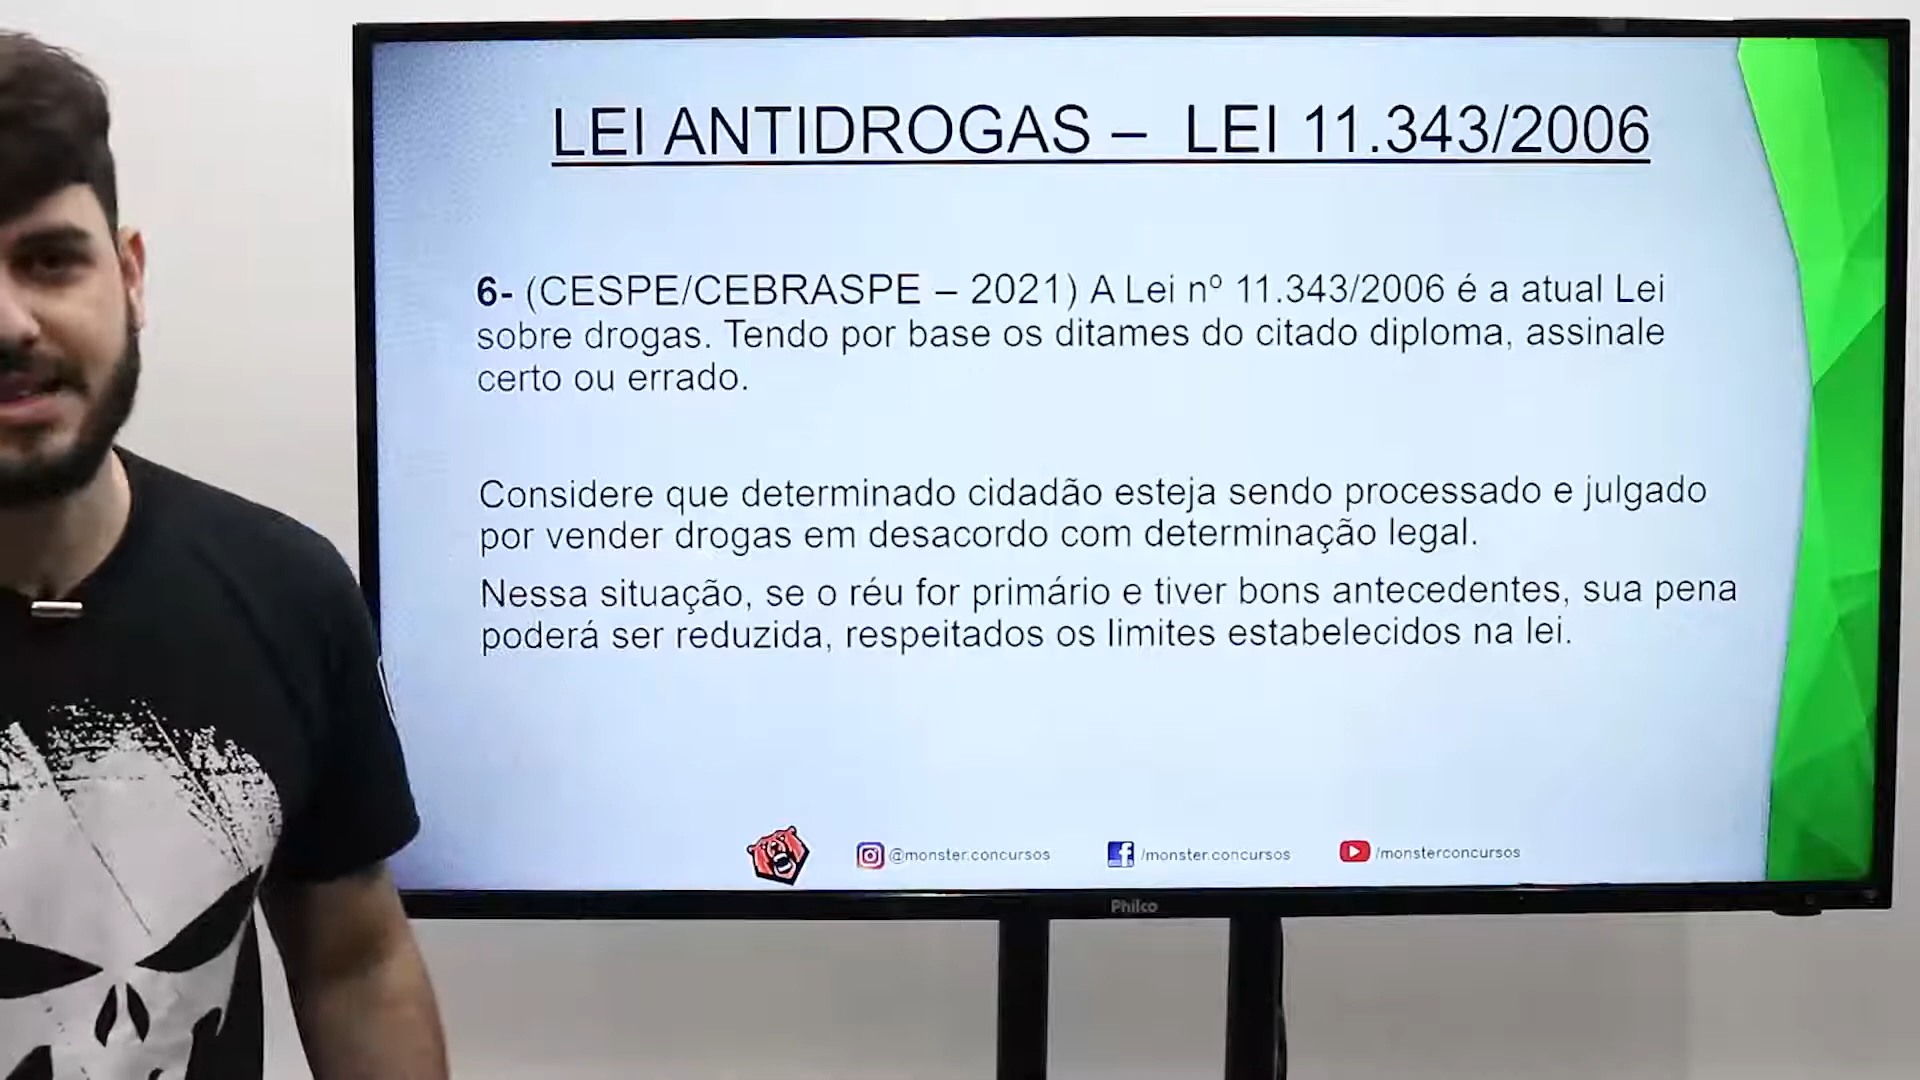 LEI ANTIDROGAS – LEI 11.343/2006
6- (CESPE/CEBRASPE – 2021) A Lei nº 11.343/2006 é a atual Lei
sobre drogas. Tendo por base os ditames do citado diploma, assinale
certo ou errado.
Considere que determinado cidadão esteja sendo processado e julgado
por vender drogas em desacordo com determinação legal.
Nessa situação, se o réu for primário e tiver bons antecedentes, sua pena
poderá ser reduzida, respeitados os limites estabelecidos na lei.
@monster.concursos /monster.concursos /monsterconcursos
Philco